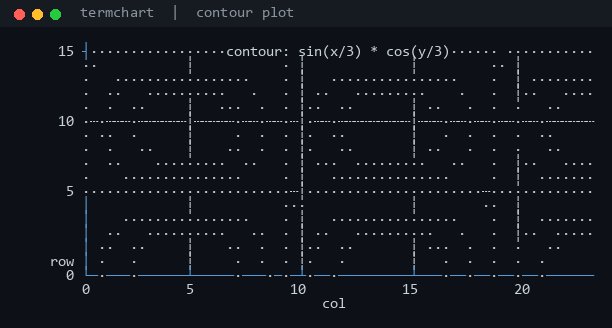 termchart │ contour plot
contour: sin(x/3) * cos(y/3)
15
10
5
row
0
0 5 10 15 20
col